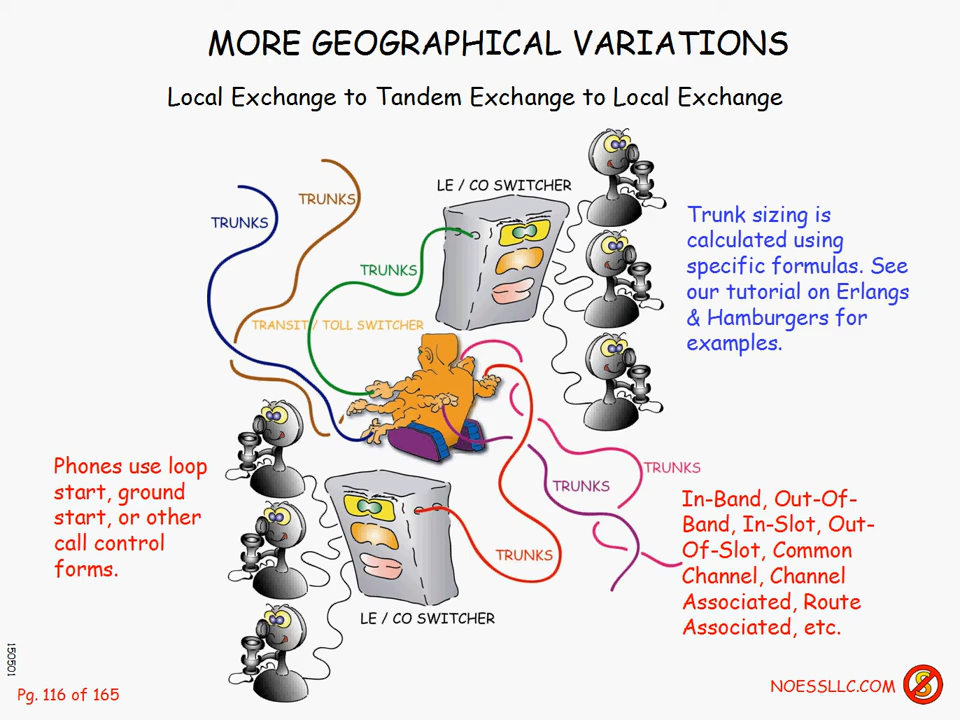 MORE GEOGRAPHICAL VARIATIONS
Local Exchange to Tandem Exchange to Local Exchange
LE / CO SWITCHER
TRUNKS
TRUNKS
TRUNKS
TRANSIT / TOLL SWITCHER
Trunk sizing is
calculated using
specific formulas. See
our tutorial on Erlangs
& Hamburgers for
examples.
Phones use loop
start, ground
start, or other
call control
forms.
TRUNKS
TRUNKS
TRUNKS
In-Band, Out-Of-
Band, In-Slot, Out-
Of-Slot, Common
Channel, Channel
Associated, Route
Associated, etc.
LE / CO SWITCHER
150501
Pg. 116 of 165
NOESSLLC.COM
S